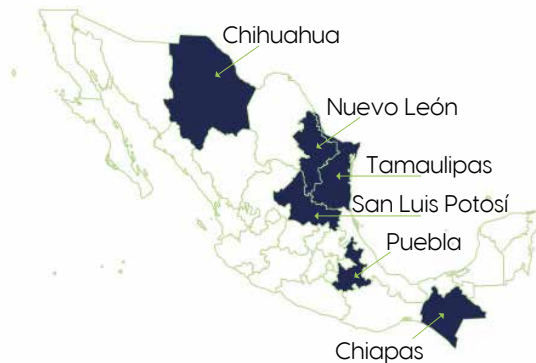 Chihuahua
Nuevo León
Tamaulipas
San Luis Potosí
Puebla
Chiapas